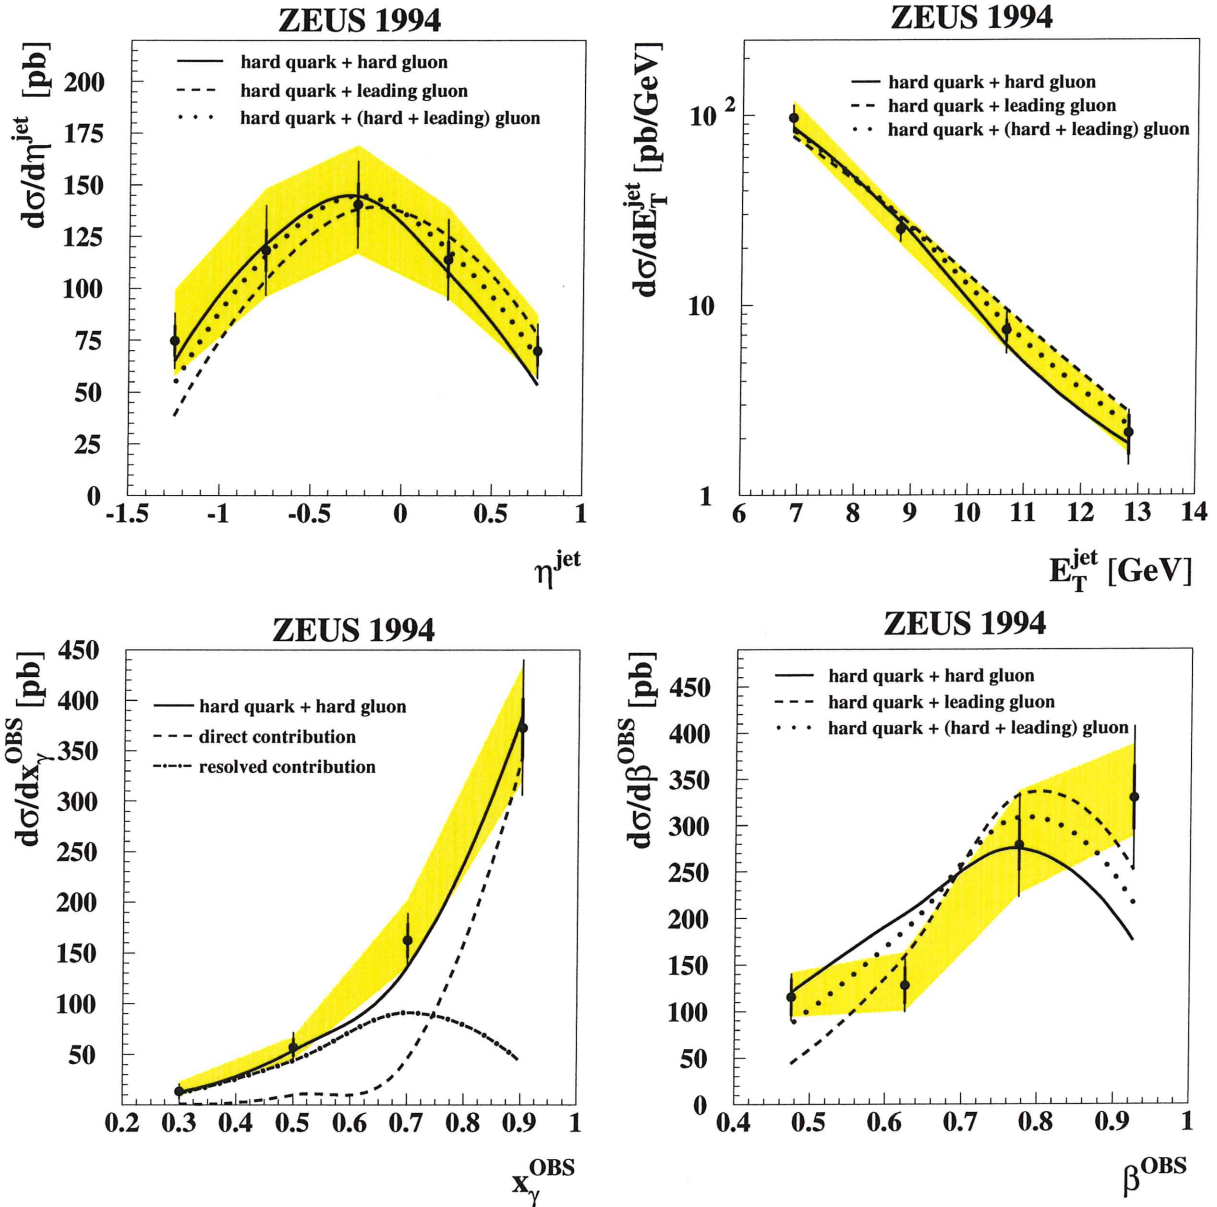 ZEUS 1994
dσ/dη^jet [pb]
200
175
150
125
100
75
50
25
0
hard quark + hard gluon
hard quark + leading gluon
hard quark + (hard + leading) gluon
-1.5 -1 -0.5 0 0.5 1
η^jet
ZEUS 1994
dσ/dE_T^jet [pb/GeV]
10^2
10
1
hard quark + hard gluon
hard quark + leading gluon
hard quark + (hard + leading) gluon
6 7 8 9 10 11 12 13 14
E_T^jet [GeV]
ZEUS 1994
dσ/dx_γ^OBS [pb]
450
400
350
300
250
200
150
100
50
0
hard quark + hard gluon
direct contribution
resolved contribution
0.2 0.3 0.4 0.5 0.6 0.7 0.8 0.9 1
x_γ^OBS
ZEUS 1994
dσ/dβ^OBS [pb]
450
400
350
300
250
200
150
100
50
0
hard quark + hard gluon
hard quark + leading gluon
hard quark + (hard + leading) gluon
0.4 0.5 0.6 0.7 0.8 0.9 1
β^OBS